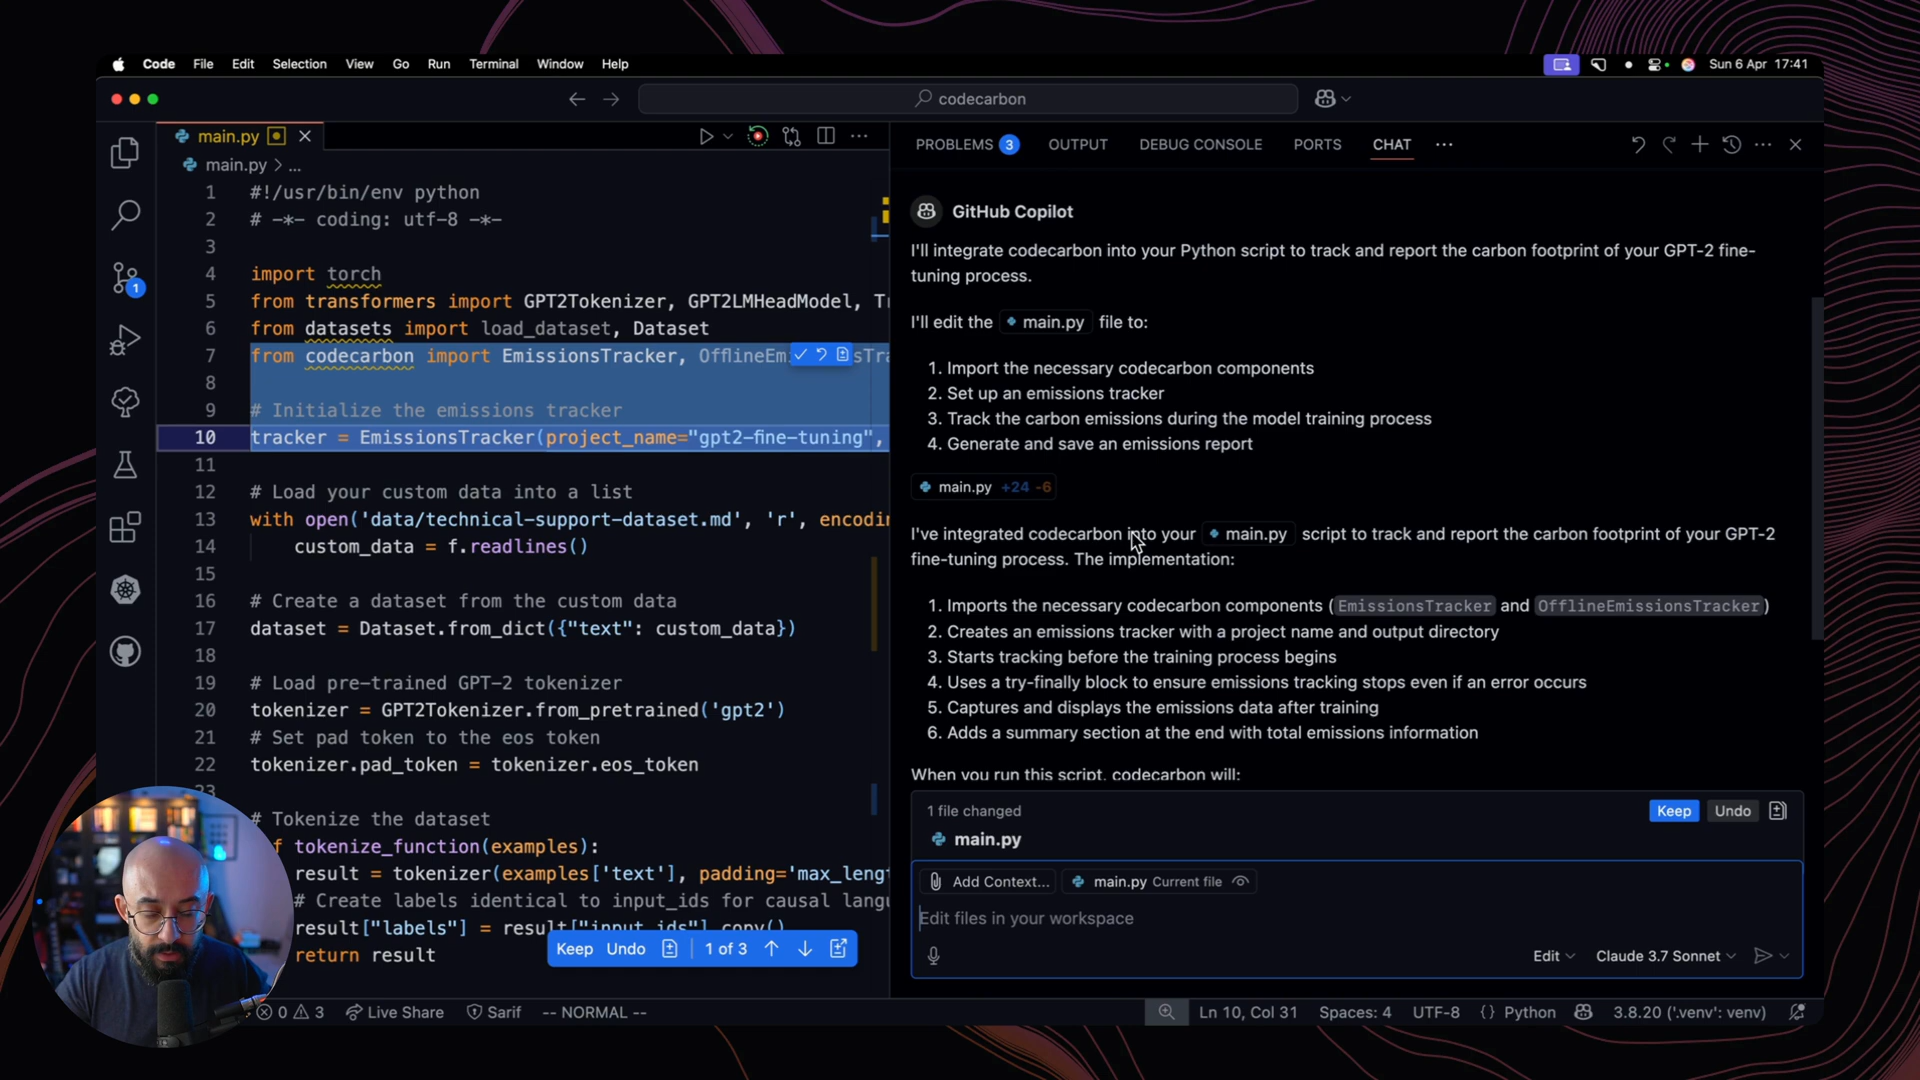 Code File Edit Selection View Go Run Terminal Window Help Sun 6 Apr 17:41
codecarbon
main.py
main.py > ...
1 #!/usr/bin/env python
2 # -*- coding: utf-8 -*-
3
4 import torch
5 from transformers import GPT2Tokenizer, GPT2LMHeadModel, Tr
6 from datasets import load_dataset, Dataset
7 from codecarbon import EmissionsTracker, OfflineEm sTra
8
9 # Initialize the emissions tracker
10 tracker = EmissionsTracker(project_name="gpt2-fine-tuning",
11
12 # Load your custom data into a list
13 with open('data/technical-support-dataset.md', 'r', encodin
14 custom_data = f.readlines()
15
16 # Create a dataset from the custom data
17 dataset = Dataset.from_dict({"text": custom_data})
18
19 # Load pre-trained GPT-2 tokenizer
20 tokenizer = GPT2Tokenizer.from_pretrained('gpt2')
21 # Set pad token to the eos token
22 tokenizer.pad_token = tokenizer.eos_token
23
# Tokenize the dataset
f tokenize_function(examples):
result = tokenizer(examples['text'], padding='max_lengt
# Create labels identical to input_ids for causal langu
result["labels"] = result["input_ids"].copy()
return result
Keep Undo 1 of 3
PROBLEMS 3 OUTPUT DEBUG CONSOLE PORTS CHAT ...
GitHub Copilot
I'll integrate codecarbon into your Python script to track and report the carbon footprint of your GPT-2 fine-
tuning process.
I'll edit the main.py file to:
1. Import the necessary codecarbon components
2. Set up an emissions tracker
3. Track the carbon emissions during the model training process
4. Generate and save an emissions report
main.py +24 -6
I've integrated codecarbon into your main.py script to track and report the carbon footprint of your GPT-2
fine-tuning process. The implementation:
1. Imports the necessary codecarbon components (EmissionsTracker and OfflineEmissionsTracker)
2. Creates an emissions tracker with a project name and output directory
3. Starts tracking before the training process begins
4. Uses a try-finally block to ensure emissions tracking stops even if an error occurs
5. Captures and displays the emissions data after training
6. Adds a summary section at the end with total emissions information
When you run this script, codecarbon will:
1 file changed Keep Undo
main.py
Add Context... main.py Current file
Edit files in your workspace
Edit Claude 3.7 Sonnet
1
0 3 Live Share Sarif -- NORMAL -- Ln 10, Col 31 Spaces: 4 UTF-8 {} Python 3.8.20 ('.venv': venv)